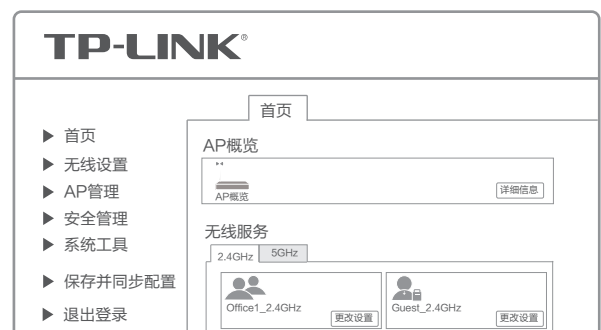 TP-LINK®
首页
首页
无线设置
AP管理
安全管理
系统工具
保存并同步配置
退出登录
AP概览
AP概览
详细信息
无线服务
2.4GHz 5GHz
Office1_2.4GHz
更改设置
Guest_2.4GHz
更改设置